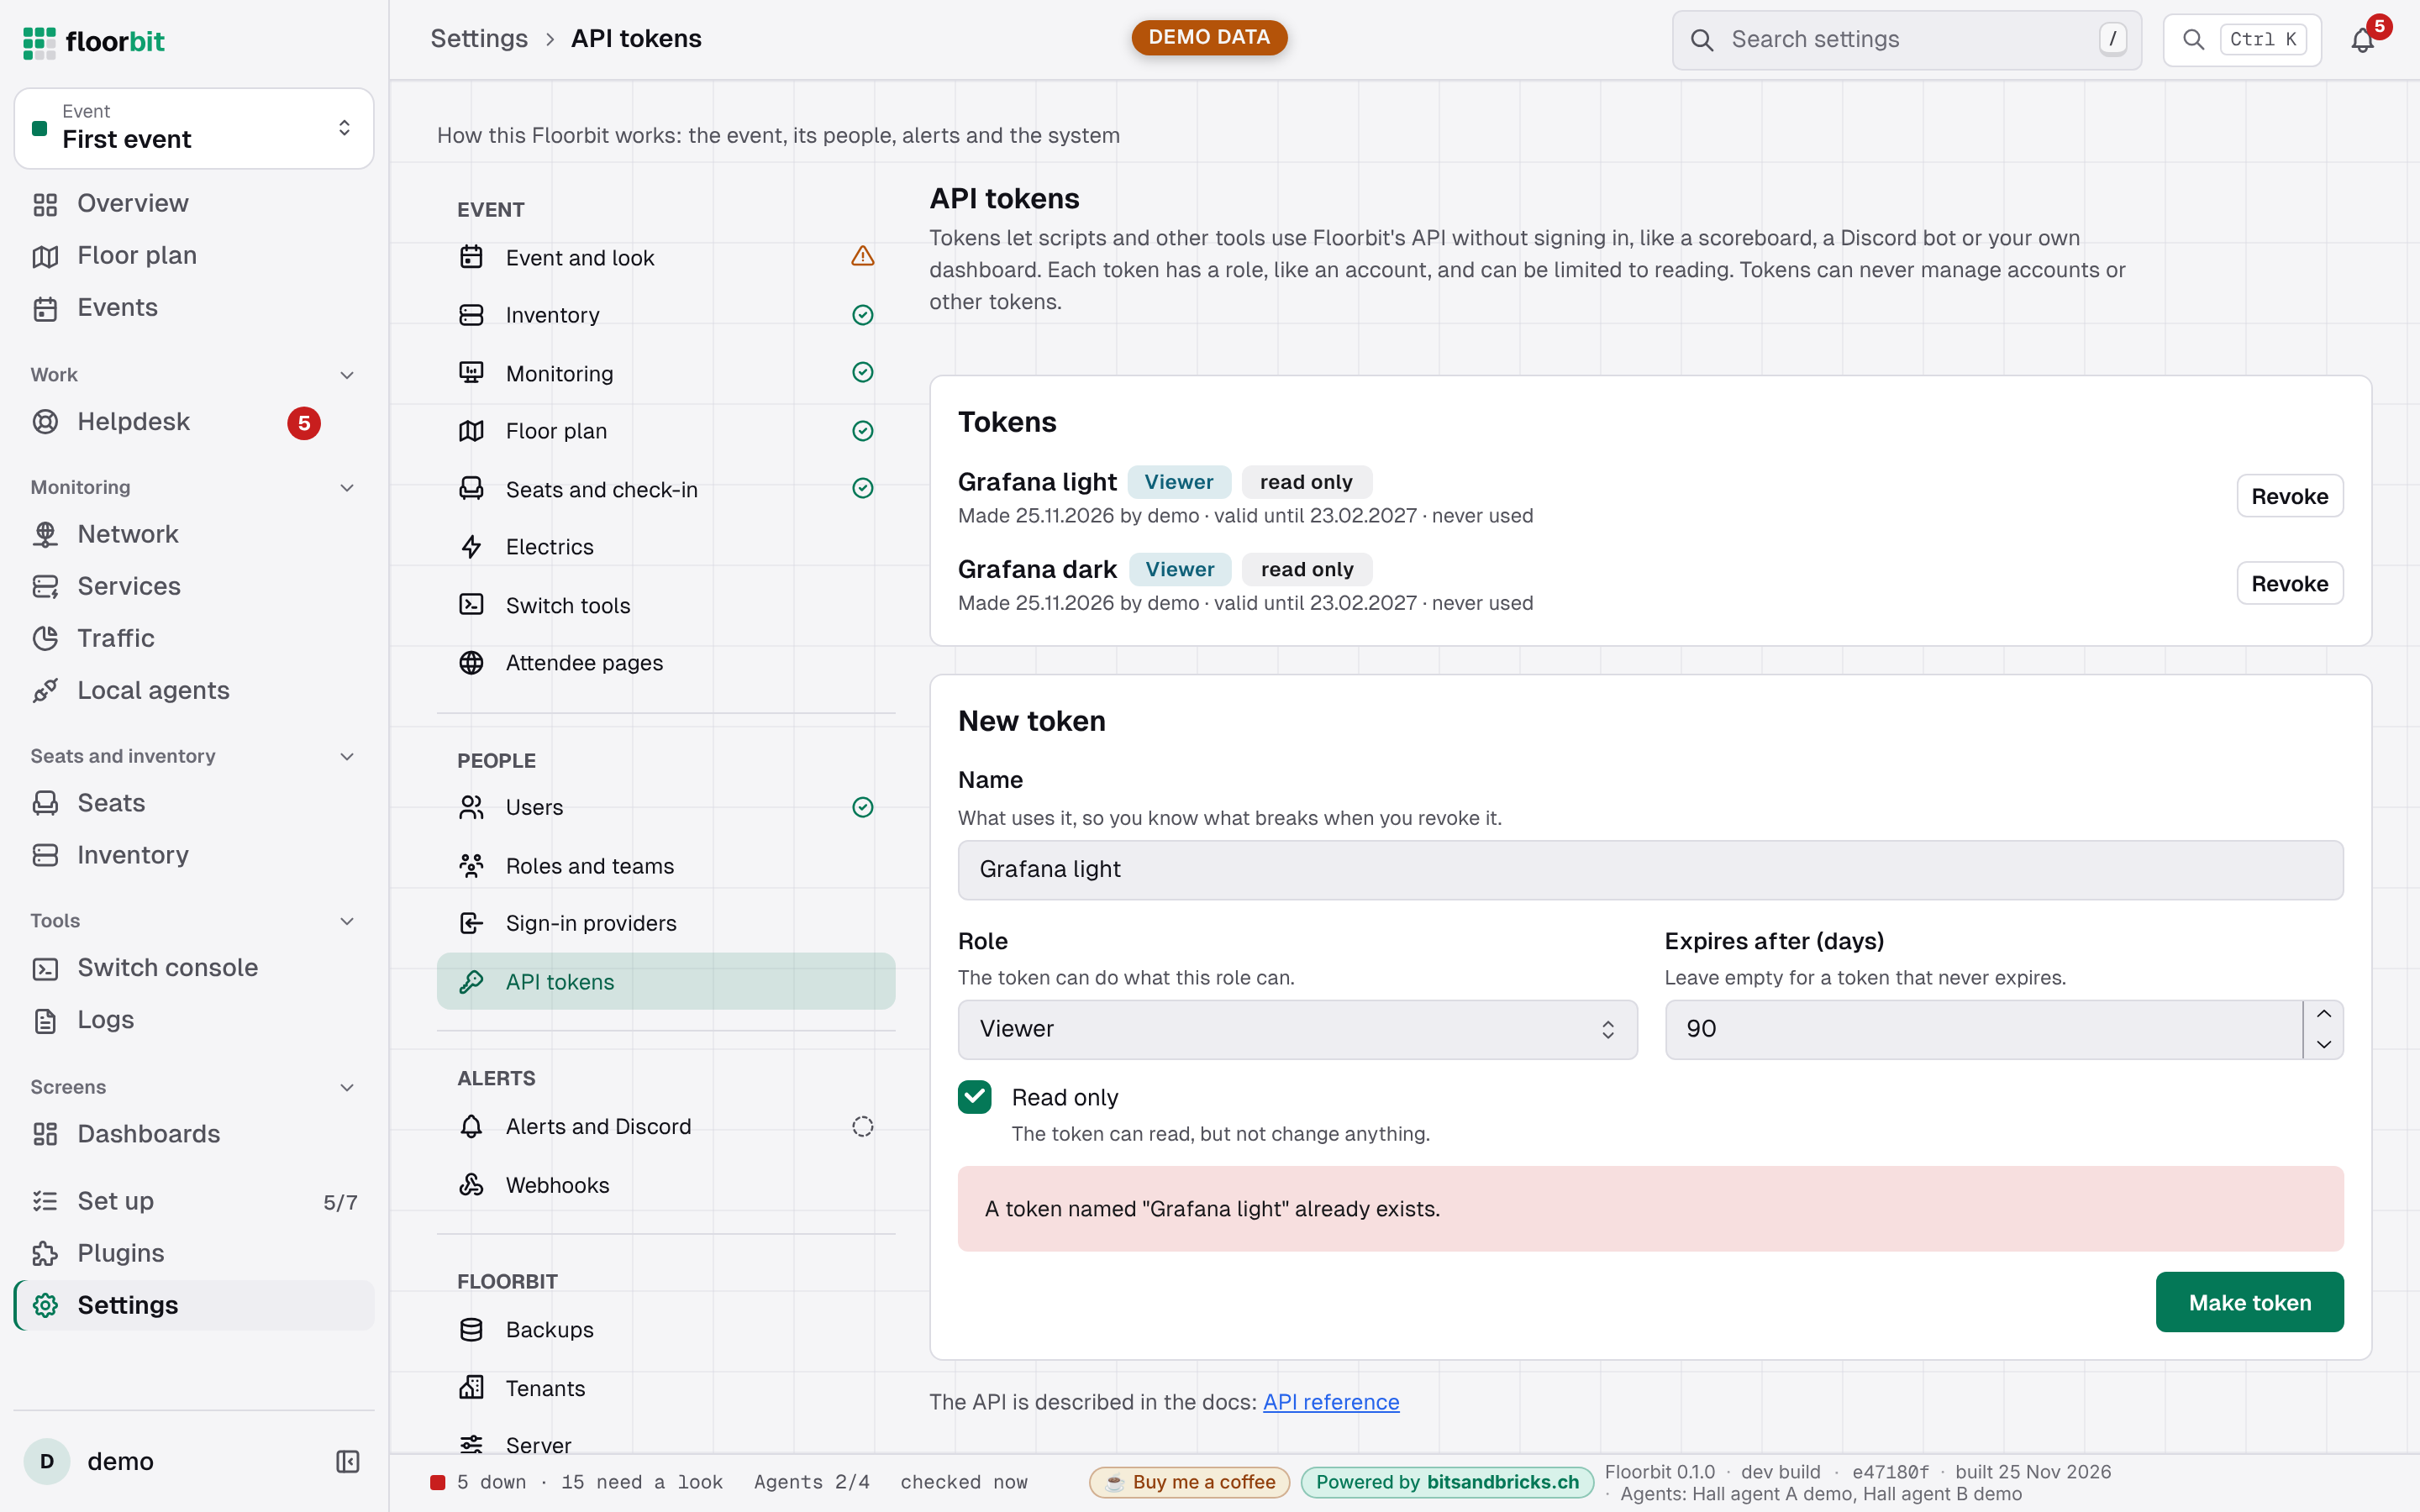 floorbit
Event
First event
Overview
Floor plan
Events
Work
Helpdesk 5
Monitoring
Network
Services
Traffic
Local agents
Seats and inventory
Seats
Inventory
Tools
Switch console
Logs
Screens
Dashboards
Set up 5/7
Plugins
Settings
D demo
Settings > API tokens
DEMO DATA
Search settings /
Ctrl K
5
How this Floorbit works: the event, its people, alerts and the system
EVENT
Event and look
Inventory
Monitoring
Floor plan
Seats and check-in
Electrics
Switch tools
Attendee pages
PEOPLE
Users
Roles and teams
Sign-in providers
API tokens
ALERTS
Alerts and Discord
Webhooks
FLOORBIT
Backups
Tenants
Server
API tokens
Tokens let scripts and other tools use Floorbit's API without signing in, like a scoreboard, a Discord bot or your own
dashboard. Each token has a role, like an account, and can be limited to reading. Tokens can never manage accounts or
other tokens.
Tokens
Grafana light Viewer read only
Made 25.11.2026 by demo · valid until 23.02.2027 · never used
Revoke
Grafana dark Viewer read only
Made 25.11.2026 by demo · valid until 23.02.2027 · never used
Revoke
New token
Name
What uses it, so you know what breaks when you revoke it.
Grafana light
Role
The token can do what this role can.
Viewer
Expires after (days)
Leave empty for a token that never expires.
90
Read only
The token can read, but not change anything.
A token named "Grafana light" already exists.
Make token
The API is described in the docs: API reference
5 down · 15 need a look Agents 2/4 checked now
Buy me a coffee
Powered by bitsandbricks.ch
Floorbit 0.1.0 · dev build · e47180f · built 25 Nov 2026
· Agents: Hall agent A demo, Hall agent B demo